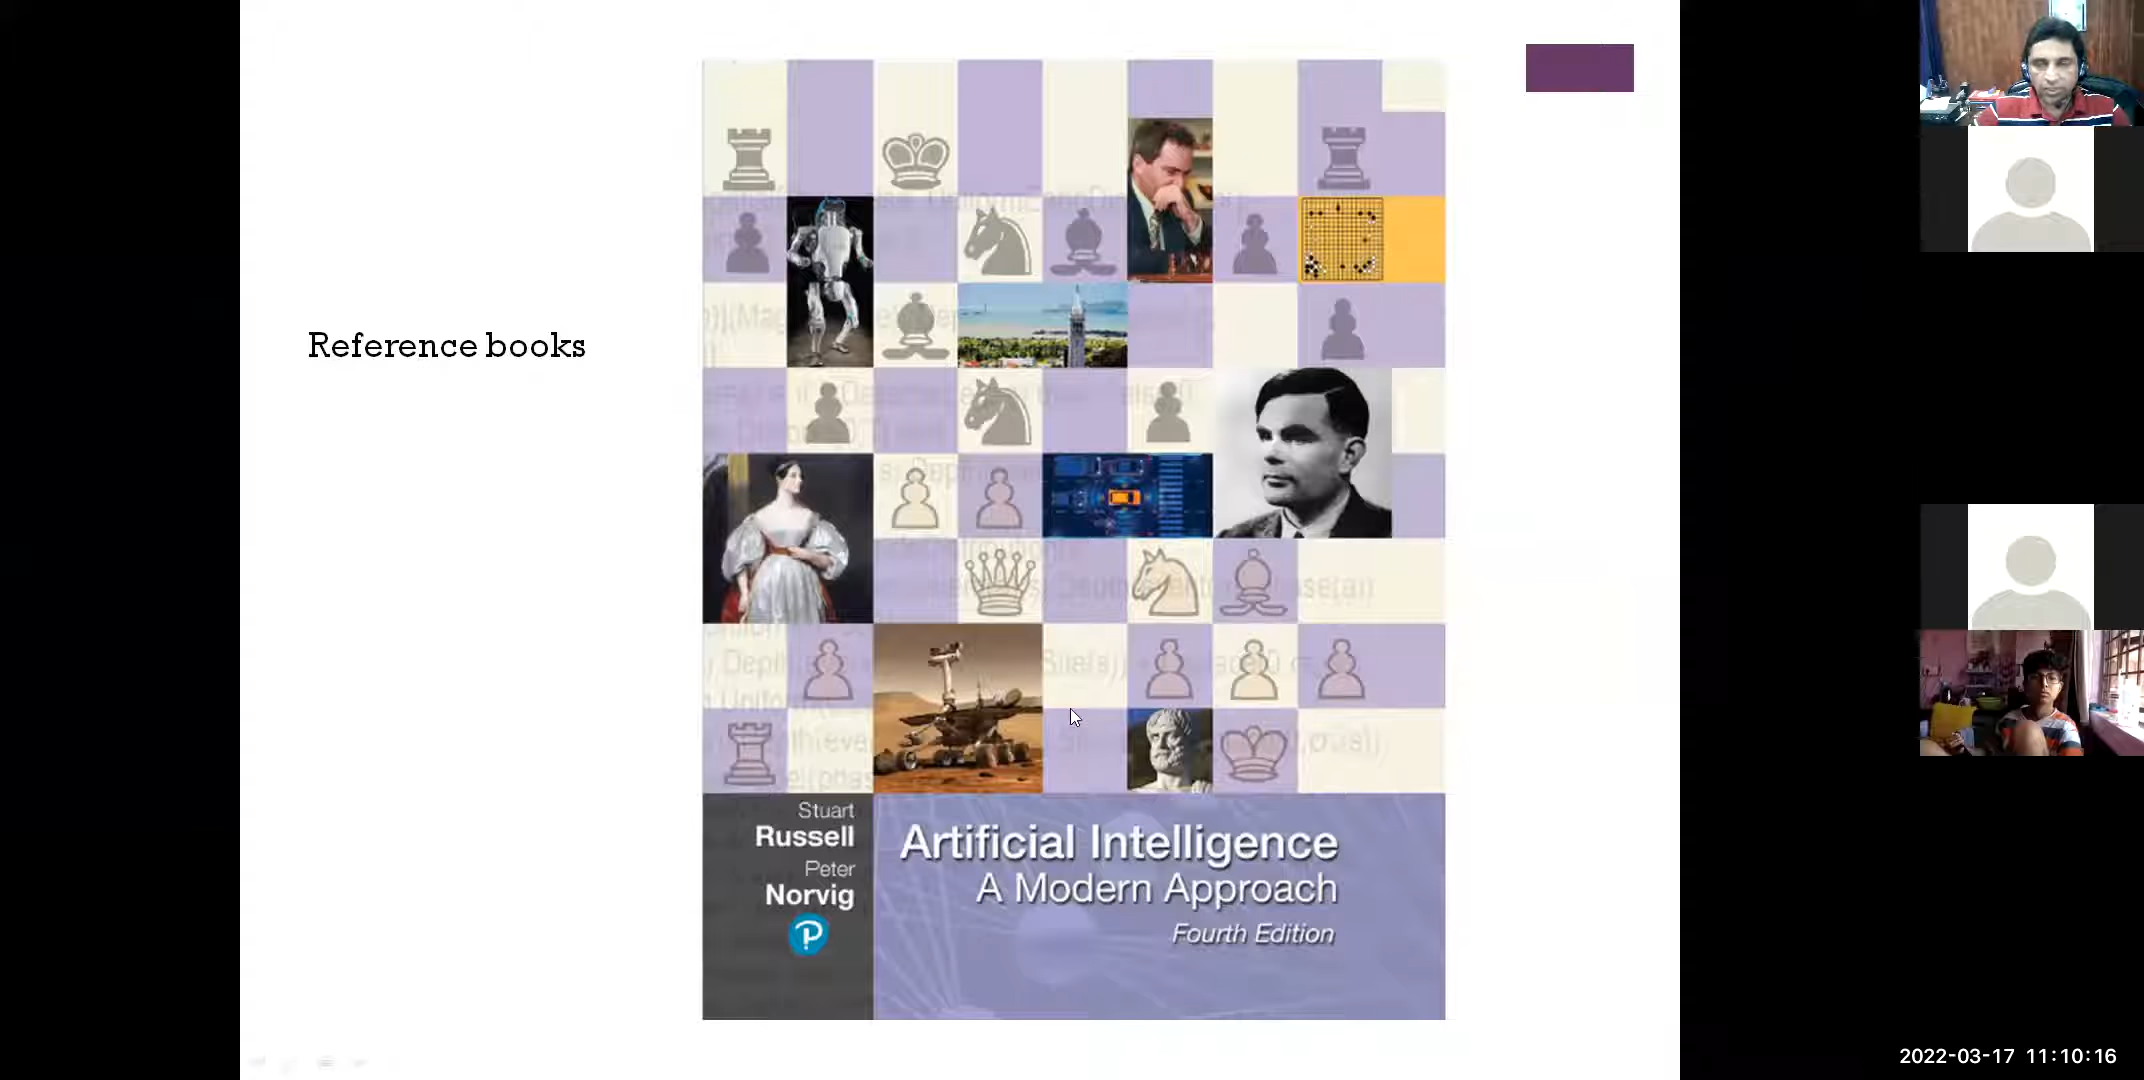 Reference books
Stuart
Russell
Peter
Norvig
P
Artificial Intelligence
A Modern Approach
Fourth Edition
2022-03-17 11:10:16